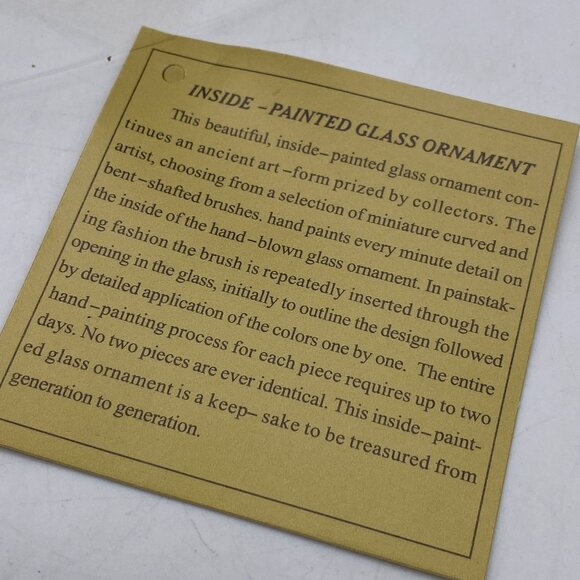 INSIDE –PAINTED GLASS ORNAMENT
This beautiful, inside–painted glass ornament con-
tinues an ancient art –form prized by collectors. The
artist, choosing from a selection of miniature curved and
bent–shafted brushes. hand paints every minute detail on
the inside of the hand–blown glass ornament. In painstak-
ing fashion the brush is repeatedly inserted through the
opening in the glass, initially to outline the design followed
by detailed application of the colors one by one. The entire
hand–painting process for each piece requires up to two
days. No two pieces are ever identical. This inside–paint-
ed glass ornament is a keep– sake to be treasured from
generation to generation.